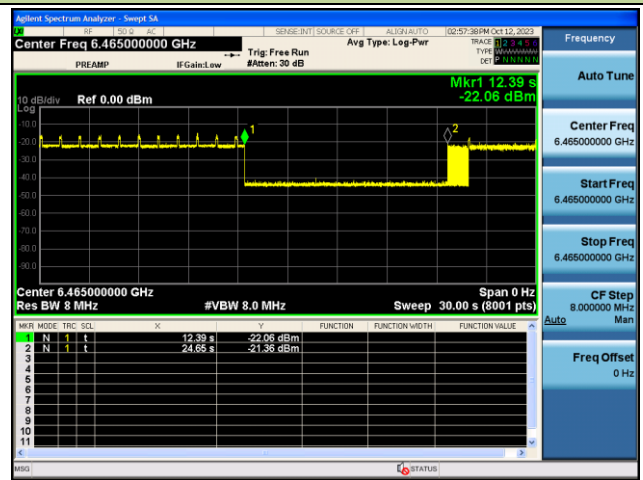 Agilent Spectrum Analyzer - Swept SA
RF 50 Ω AC SENSE:INT SOURCE OFF ALIGNAUTO 02:57:38PM Oct 12, 2023
Center Freq 6.465000000 GHz
Avg Type: Log-Pwr
TRACE 1 2 3 4 5 6
Trig: Free Run
TYPE
PREAMP IFGain:Low #Atten: 30 dB
DET P N N N N N
Mkr1 12.39 s
-22.06 dBm
10 dB/div Ref 0.00 dBm
Log
-10.0
-20.0
-30.0
-40.0
-50.0
-60.0
-70.0
-80.0
-90.0
1
2
Center 6.465000000 GHz Span 0 Hz
Res BW 8 MHz #VBW 8.0 MHz Sweep 30.00 s (8001 pts)
MKR MODE TRC SCL X Y FUNCTION FUNCTION WIDTH FUNCTION VALUE
1 N 1 t 12.39 s -22.06 dBm
2 N 1 t 24.65 s -21.36 dBm
3
4
5
6
7
8
9
10
11
MSG STATUS
Frequency
Auto Tune
Center Freq
6.465000000 GHz
Start Freq
6.465000000 GHz
Stop Freq
6.465000000 GHz
CF Step
8.000000 MHz
Auto Man
Freq Offset
0 Hz